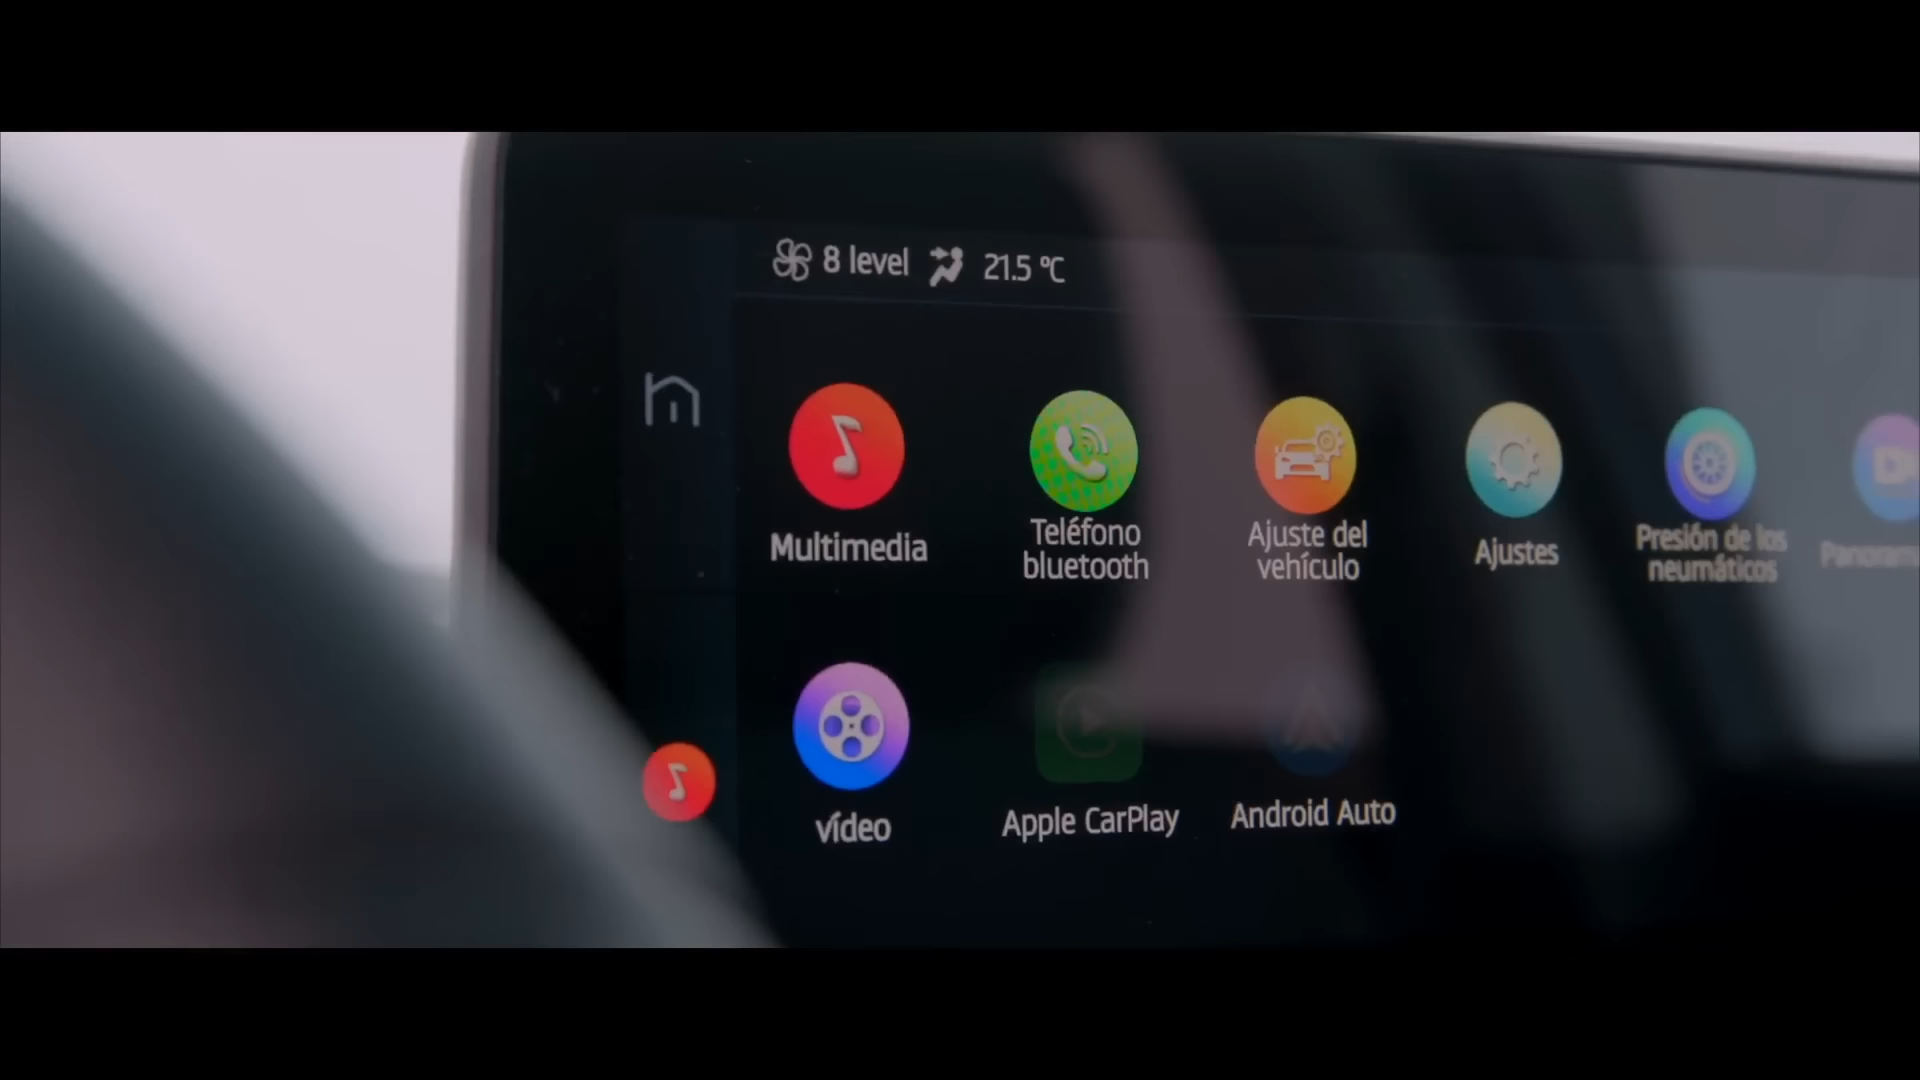 8 level 21.5 °C
Multimedia
Teléfono
bluetooth
Ajuste del
vehículo
Ajustes
Presión de los
neumáticos
vídeo
Apple CarPlay
Android Auto